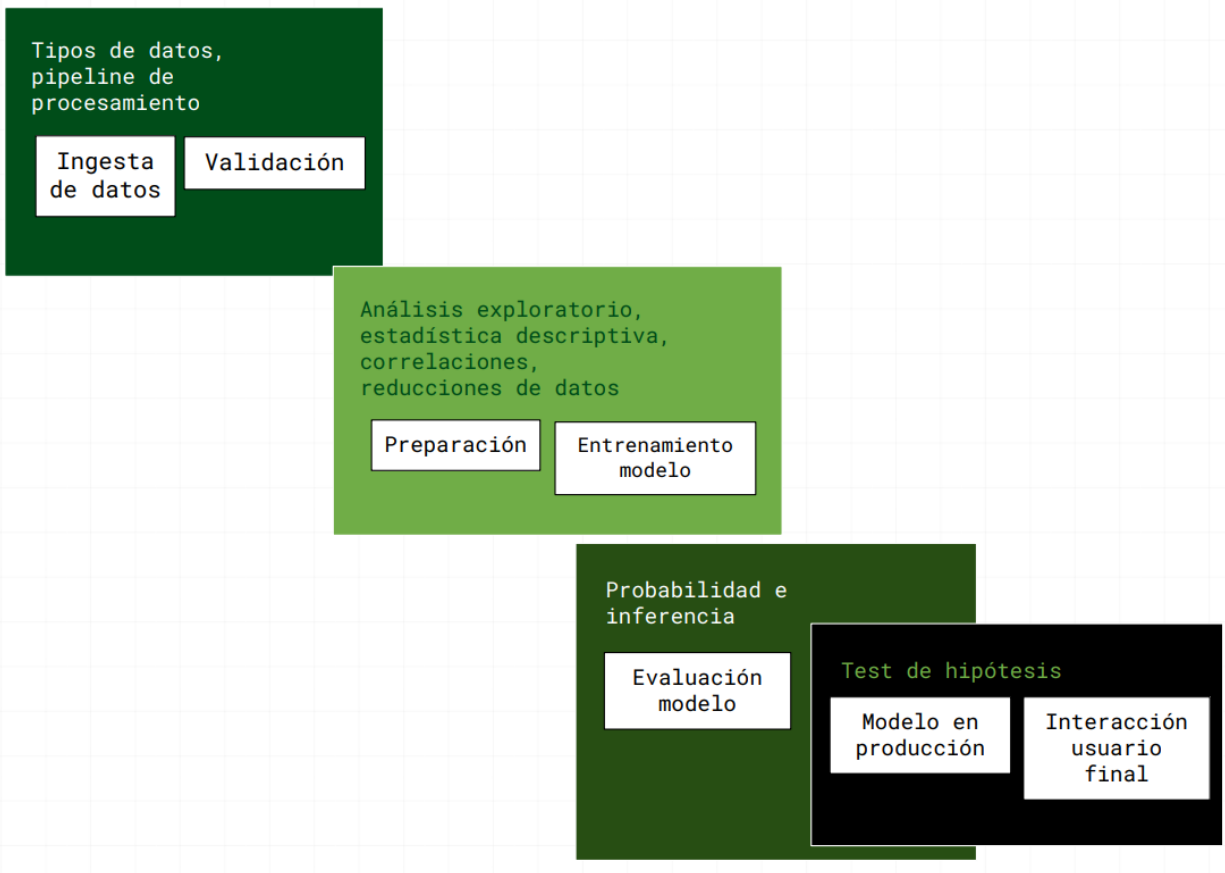 Tipos de datos,
pipeline de
procesamiento
Ingesta
de datos
Validación
Análisis exploratorio,
estadística descriptiva,
correlaciones,
reducciones de datos
Preparación
Entrenamiento
modelo
Probabilidad e
inferencia
Evaluación
modelo
Test de hipótesis
Modelo en
producción
Interacción
usuario
final